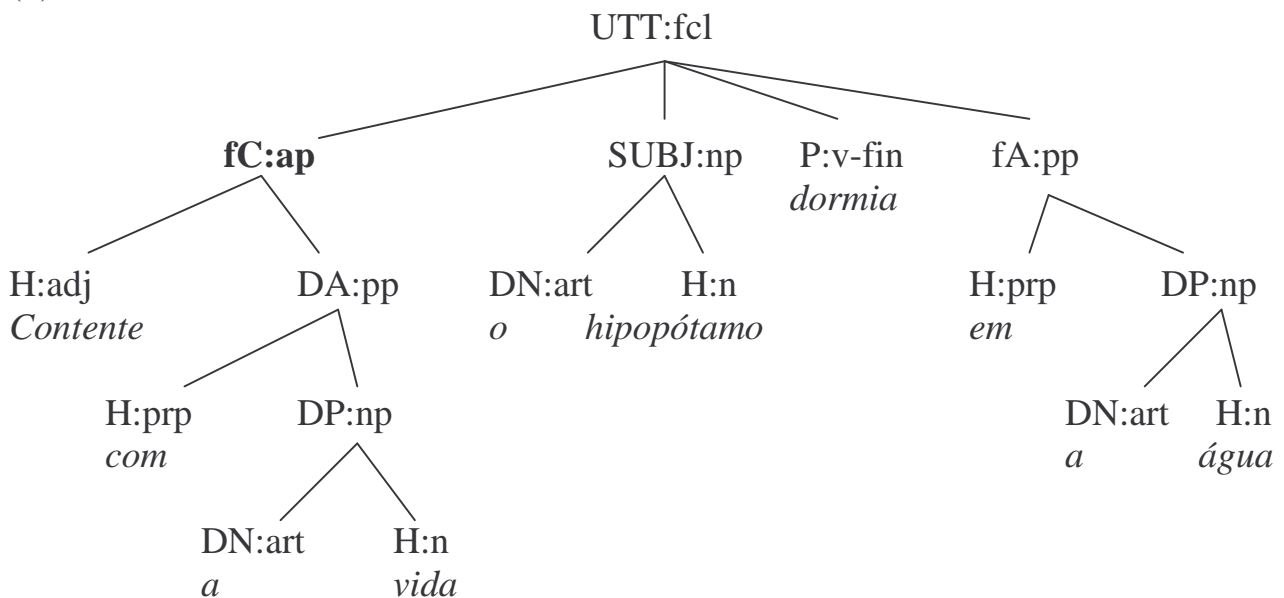 UTT:fcl
fC:ap SUBJ:np P:v-fin fA:pp
dormia
H:adj DA:pp DN:art H:n H:prp DP:np
Contente o hipopótamo em
H:prp DP:np DN:art H:n
com a água
DN:art H:n
a vida